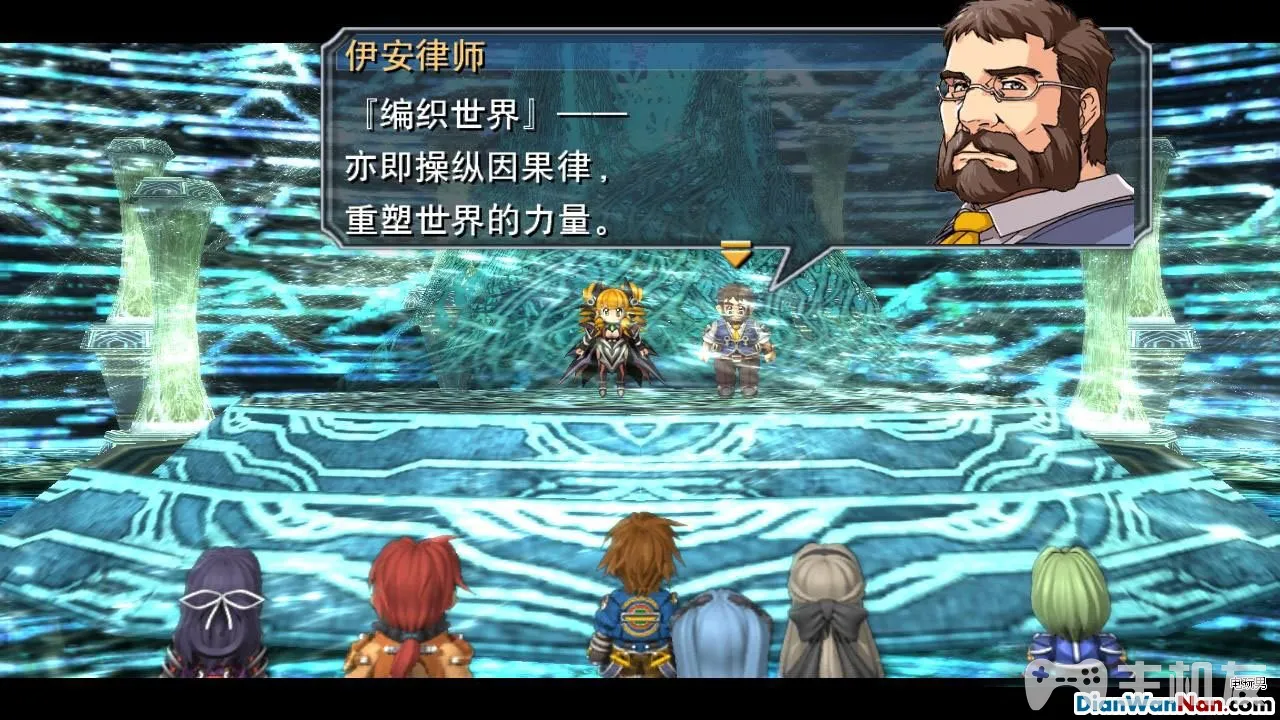 伊安律师
『编织世界』——
亦即操纵因果律，
重塑世界的力量。
电玩男
DianWanNan.com